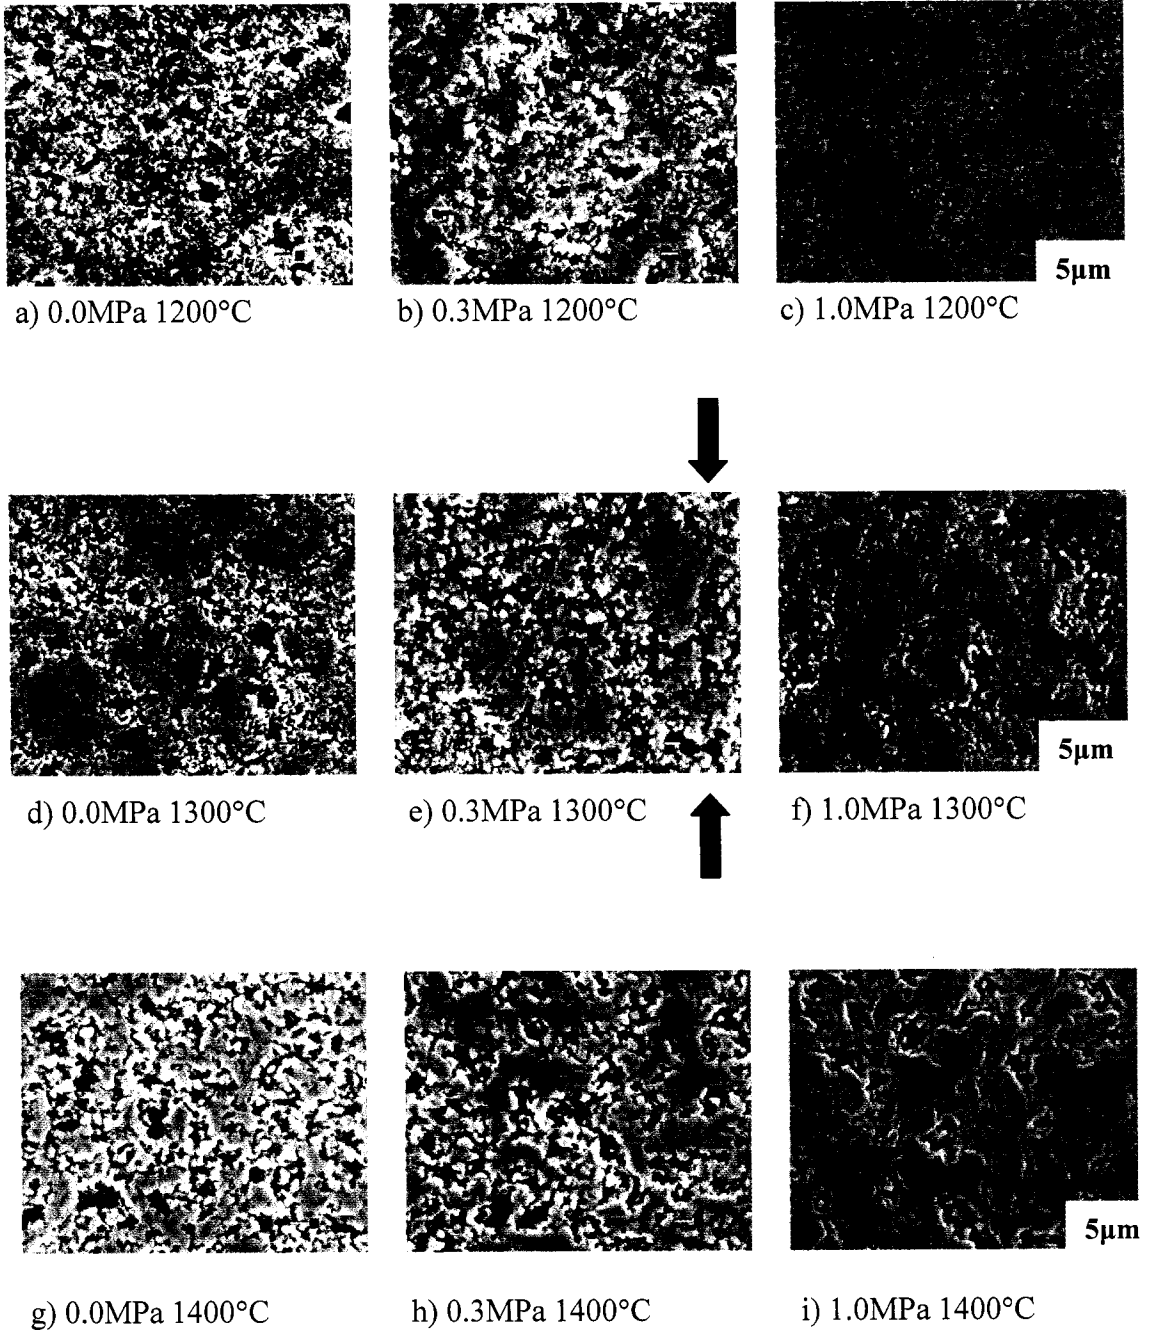 5μm
a) 0.0MPa 1200°C
b) 0.3MPa 1200°C
c) 1.0MPa 1200°C
5μm
d) 0.0MPa 1300°C
e) 0.3MPa 1300°C
f) 1.0MPa 1300°C
5μm
g) 0.0MPa 1400°C
h) 0.3MPa 1400°C
i) 1.0MPa 1400°C